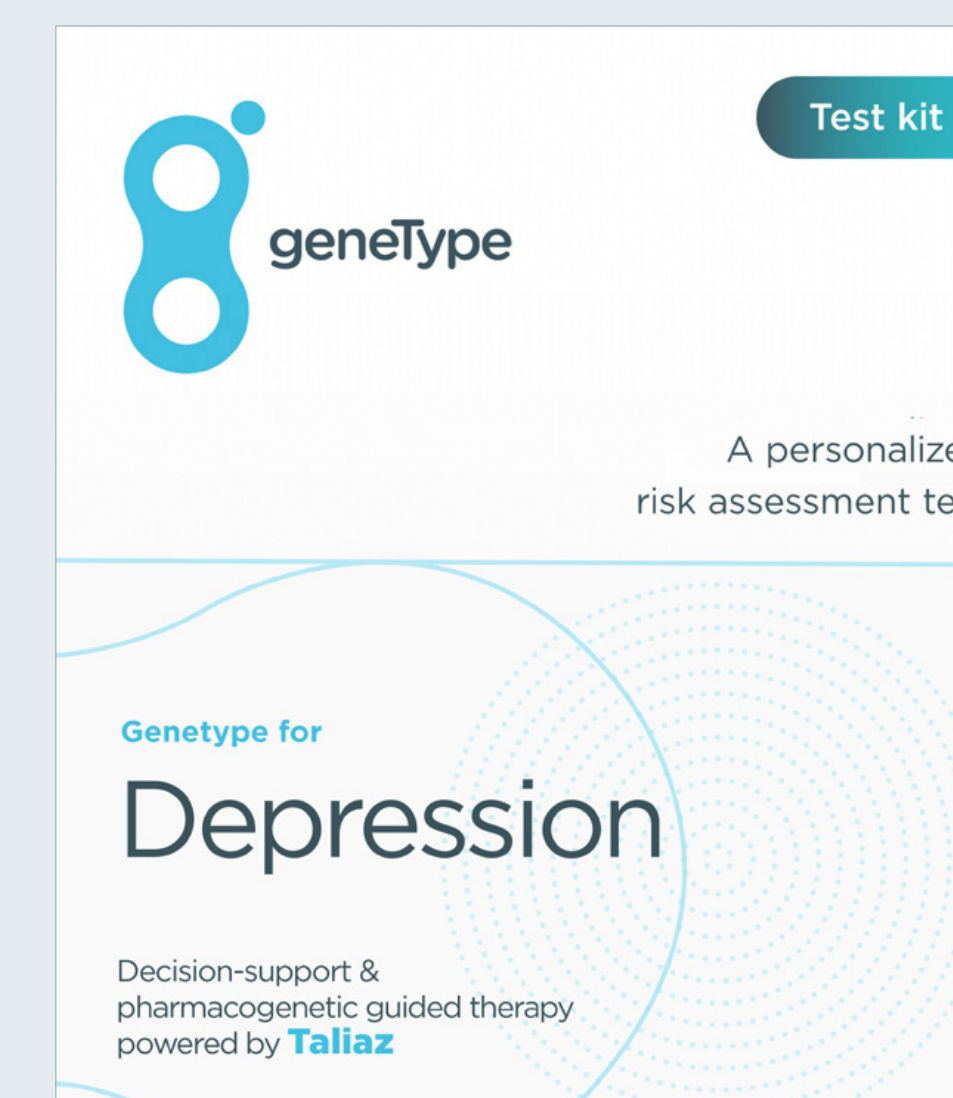 Test kit
geneType
A personalize
risk assessment te
Genetype for
Depression
Decision-support &
pharmacogenetic guided therapy
powered by Taliaz